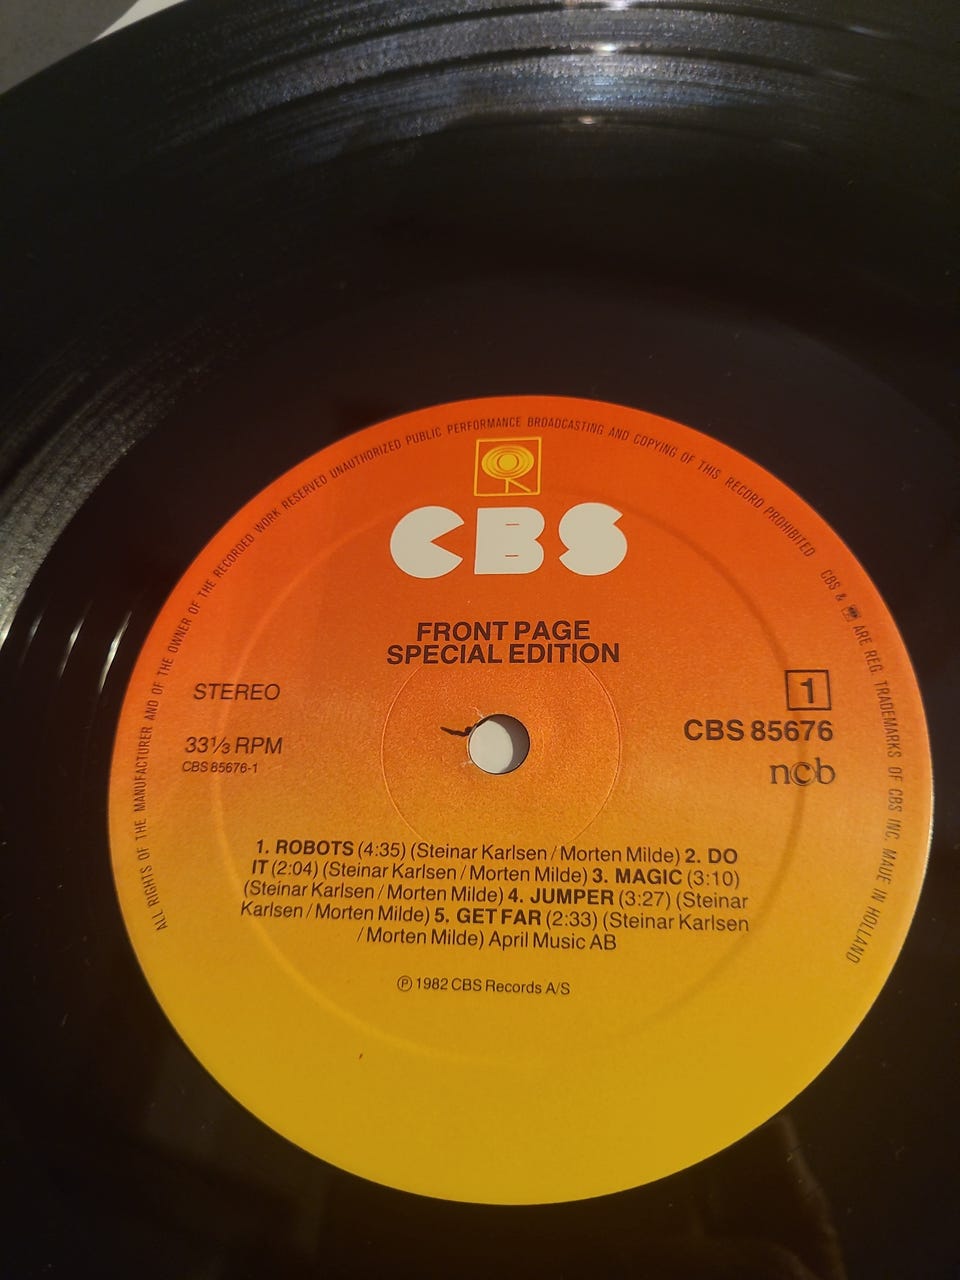 ALL RIGHTS OF THE MANUFACTURER AND OF THE OWNER OF THE RECORDED WORK RESERVED UNAUTHORIZED PUBLIC PERFORMANCE BROADCASTING AND COPYING OF THIS RECORD PROHIBITED CBS & ARE REG. TRADEMARKS OF CBS INC. MADE IN HOLLAND
CBS
FRONT PAGE
SPECIAL EDITION
STEREO
1
33⅓ RPM
CBS 85676
CBS 85676-1
ncb
1. ROBOTS (4:35) (Steinar Karlsen / Morten Milde) 2. DO
IT (2:04) (Steinar Karlsen / Morten Milde) 3. MAGIC (3:10)
(Steinar Karlsen / Morten Milde) 4. JUMPER (3:27) (Steinar
Karlsen / Morten Milde) 5. GET FAR (2:33) (Steinar Karlsen
/ Morten Milde) April Music AB
℗ 1982 CBS Records A/S